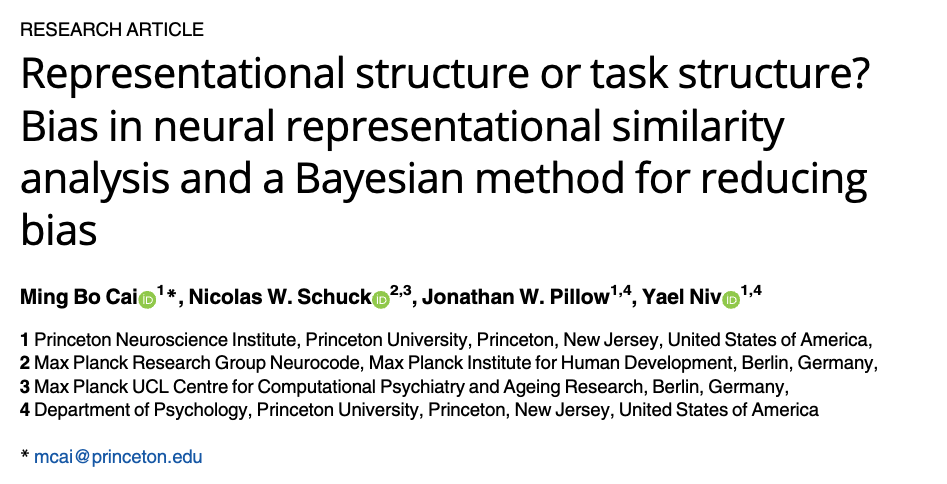 RESEARCH ARTICLE
Representational structure or task structure?
Bias in neural representational similarity
analysis and a Bayesian method for reducing
bias
Ming Bo Cai iD 1*, Nicolas W. Schuck iD 2,3, Jonathan W. Pillow1,4, Yael Niv iD 1,4
1 Princeton Neuroscience Institute, Princeton University, Princeton, New Jersey, United States of America,
2 Max Planck Research Group Neurocode, Max Planck Institute for Human Development, Berlin, Germany,
3 Max Planck UCL Centre for Computational Psychiatry and Ageing Research, Berlin, Germany,
4 Department of Psychology, Princeton University, Princeton, New Jersey, United States of America
* mcai@princeton.edu